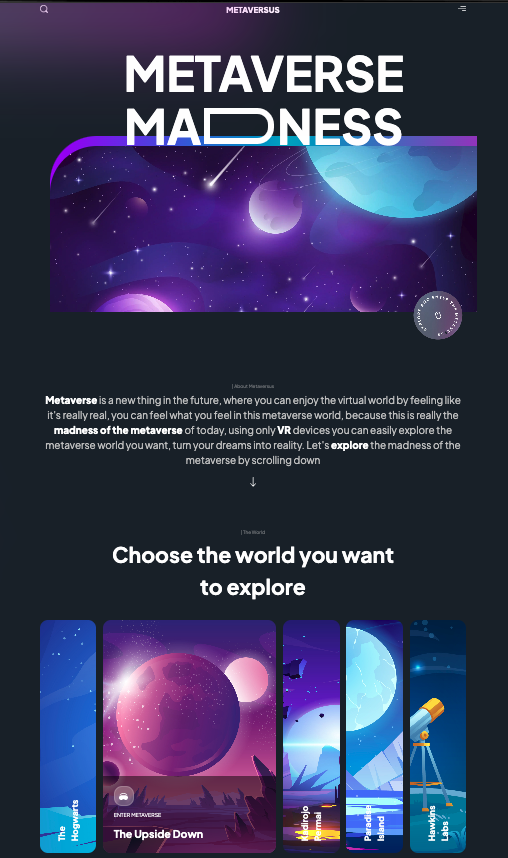 METAVERSUS
METAVERSE
MADNESS
| About Metaversus
Metaverse is a new thing in the future, where you can enjoy the virtual world by feeling like
it's really real, you can feel what you feel in this metaverse world, because this is really the
madness of the metaverse of today, using only VR devices you can easily explore the
metaverse world you want, turn your dreams into reality. Let's explore the madness of the
metaverse by scrolling down
| The World
Choose the world you want
to explore
The
Hogwarts
ENTER METAVERSE
The Upside Down
Kadirojo
Permai
Paradise
Island
Hawkins
Labs